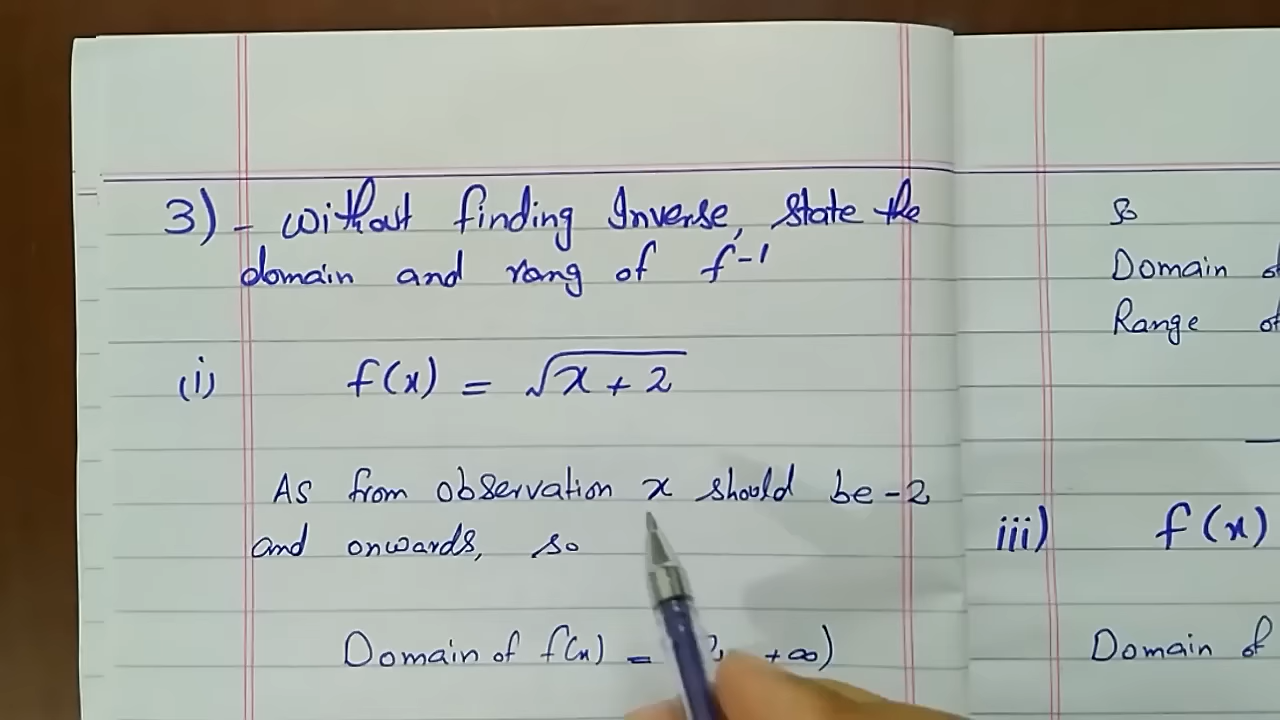 3) - without finding Inverse, state the
domain and rang of f⁻¹
(i) f(x) = √x + 2
As from observation x should be -2
and onwards, so
Domain of f(x) = +∞)
so
Domain
Range
iii) f(x)
Domain of